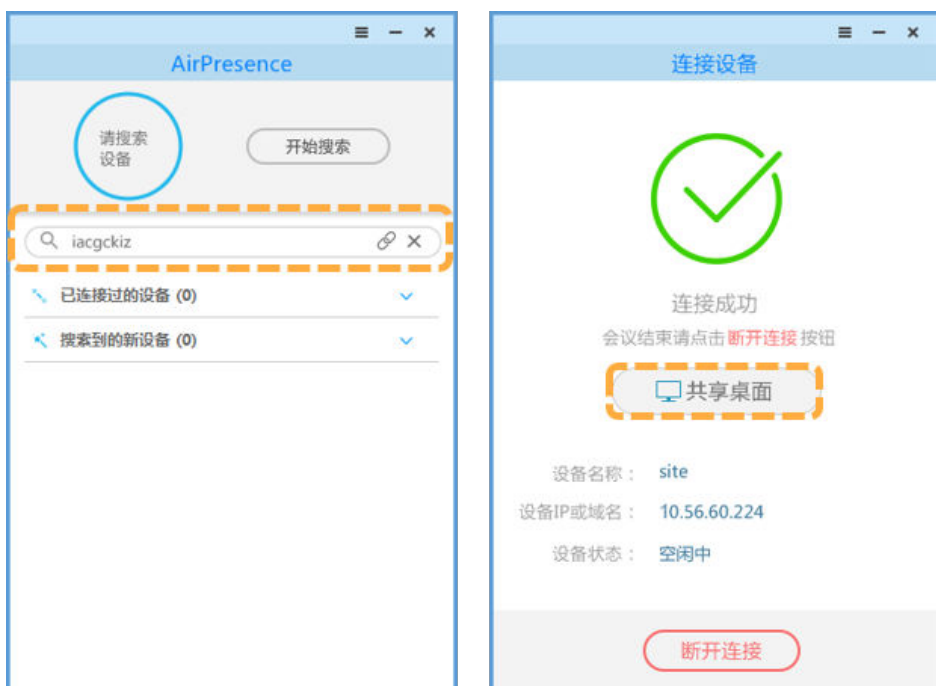 AirPresence
请搜索
设备
开始搜索
iacgckiz
已连接过的设备 (0)
搜索到的新设备 (0)
连接设备
连接成功
会议结束请点击 断开连接 按钮
共享桌面
设备名称： site
设备IP或域名： 10.56.60.224
设备状态： 空闲中
断开连接